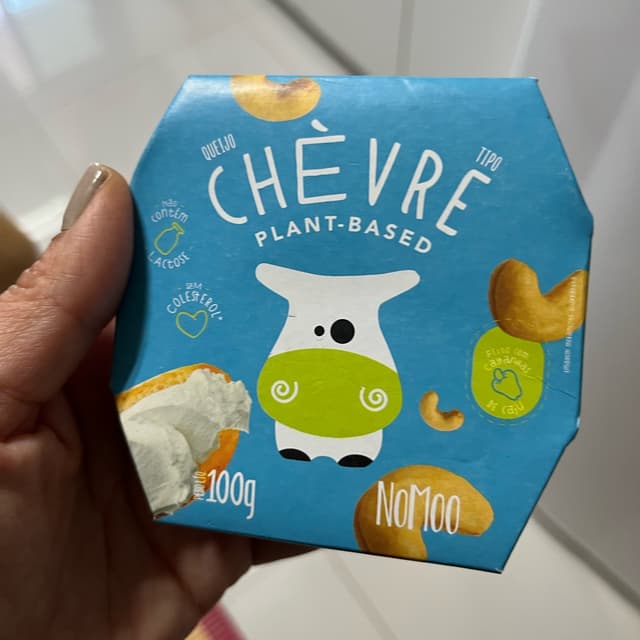 QUEIJO
TIPO
CHÈVRE
PLANT-BASED
não
contém
LACTOSE
SEM
COLESTEROL*
Feito com
castanhas
de caju
100g
NoMoo